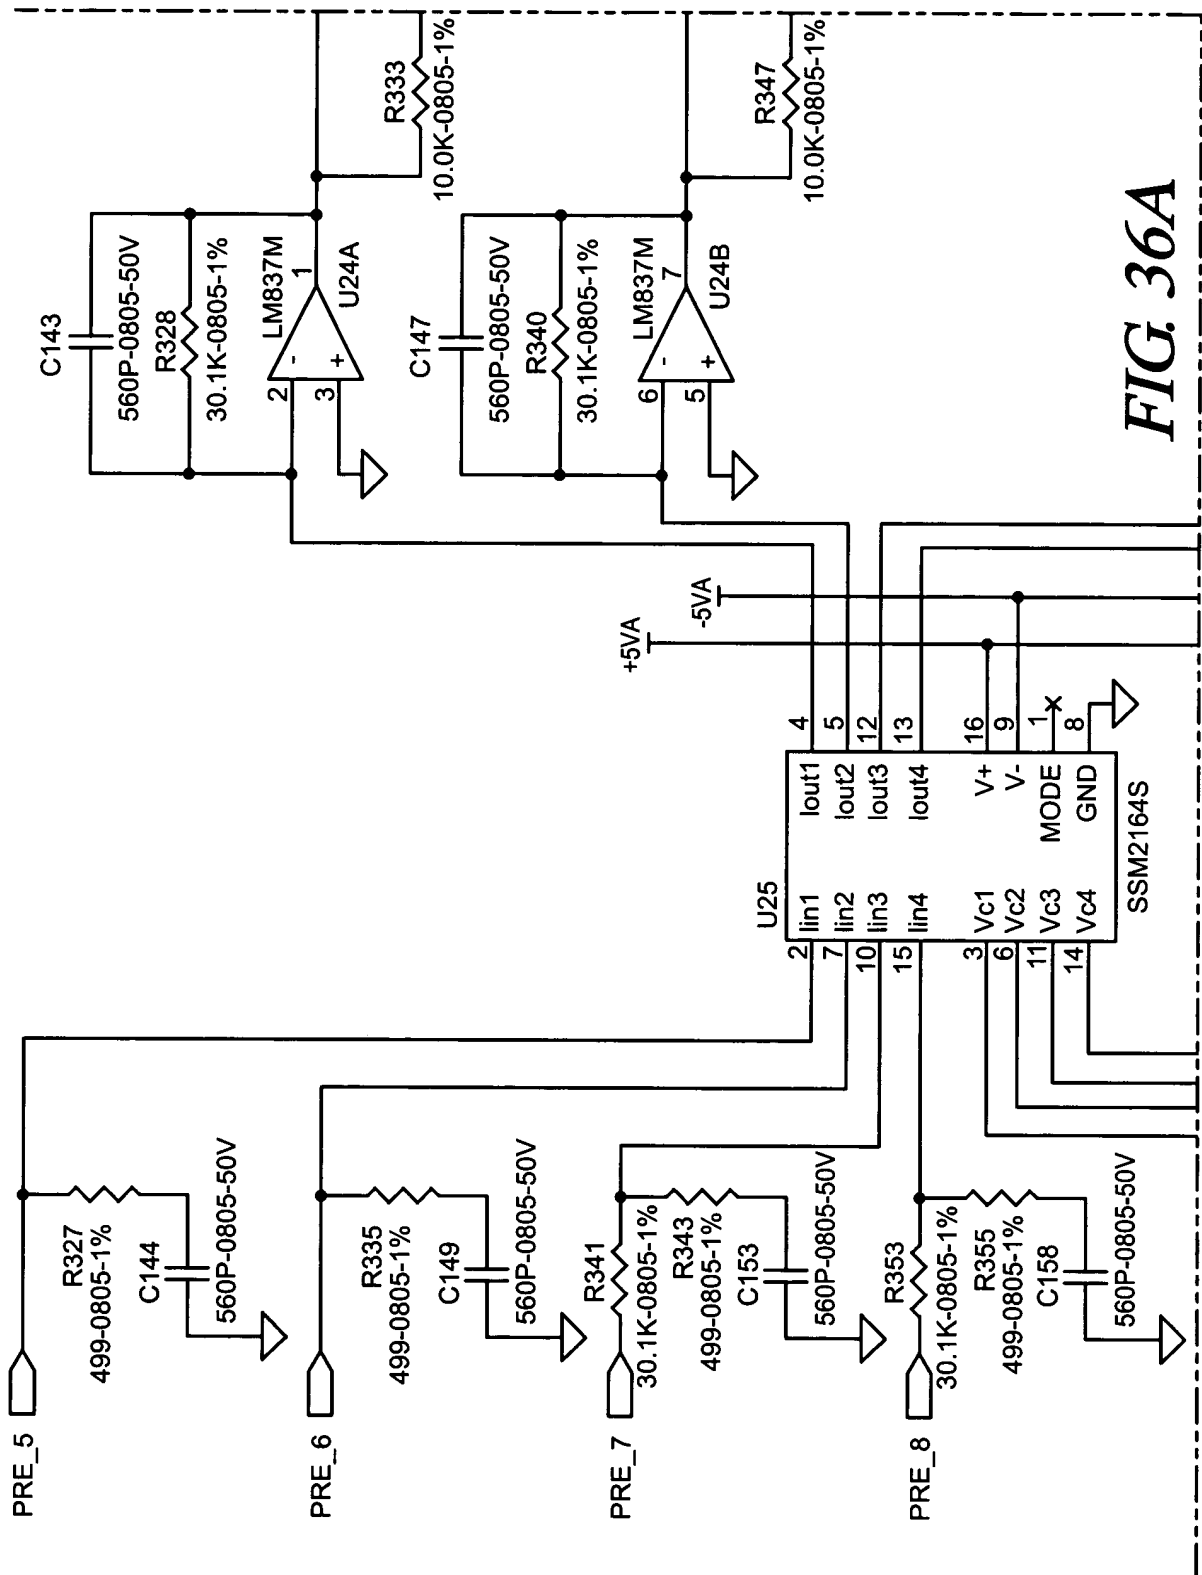 C143
560P-0805-50V
R328
30.1K-0805-1%
LM837M
2
-
1
3
+
U24A
R333
10.0K-0805-1%
C147
560P-0805-50V
R340
30.1K-0805-1%
LM837M
6
-
7
5
+
U24B
R347
10.0K-0805-1%
+5VA
-5VA
PRE_5
R327
499-0805-1%
C144
560P-0805-50V
PRE_6
R335
499-0805-1%
C149
560P-0805-50V
PRE_7
R341
30.1K-0805-1%
R343
499-0805-1%
C153
560P-0805-50V
PRE_8
R353
30.1K-0805-1%
R355
499-0805-1%
C158
560P-0805-50V
U25
2 Iin1 Iout1 4
7 Iin2 Iout2 5
10 Iin3 Iout3 12
15 Iin4 Iout4 13
3 Vc1 V+ 16
6 Vc2 V- 9
11 Vc3 MODE 1
14 Vc4 GND 8
SSM2164S
FIG. 36A